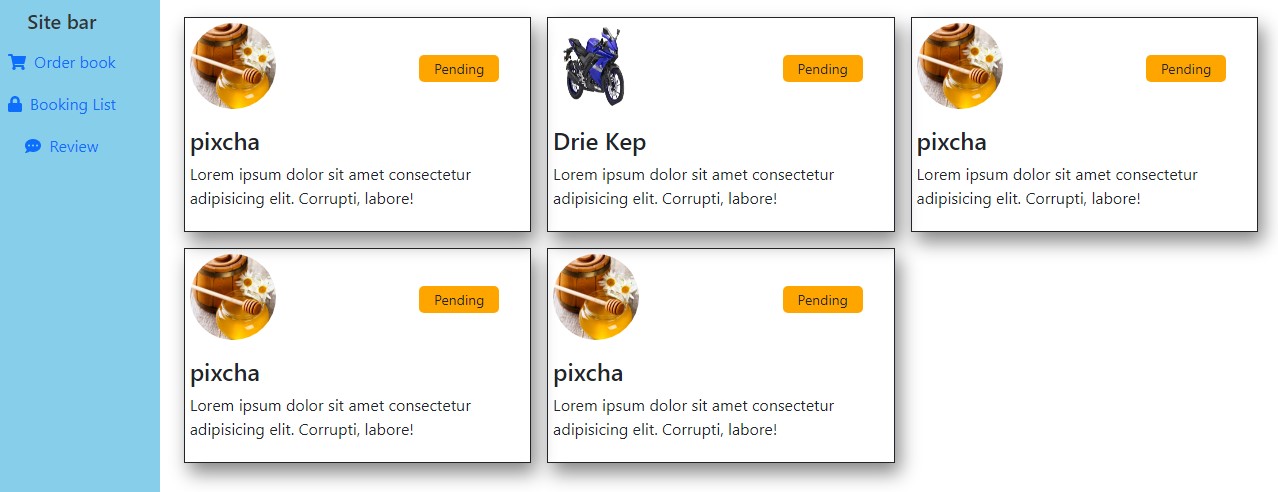 Site bar
Order book
Booking List
Review
Pending
pixcha
Lorem ipsum dolor sit amet consectetur
adipisicing elit. Corrupti, labore!
Pending
Drie Kep
Lorem ipsum dolor sit amet consectetur
adipisicing elit. Corrupti, labore!
Pending
pixcha
Lorem ipsum dolor sit amet consectetur
adipisicing elit. Corrupti, labore!
Pending
pixcha
Lorem ipsum dolor sit amet consectetur
adipisicing elit. Corrupti, labore!
Pending
pixcha
Lorem ipsum dolor sit amet consectetur
adipisicing elit. Corrupti, labore!